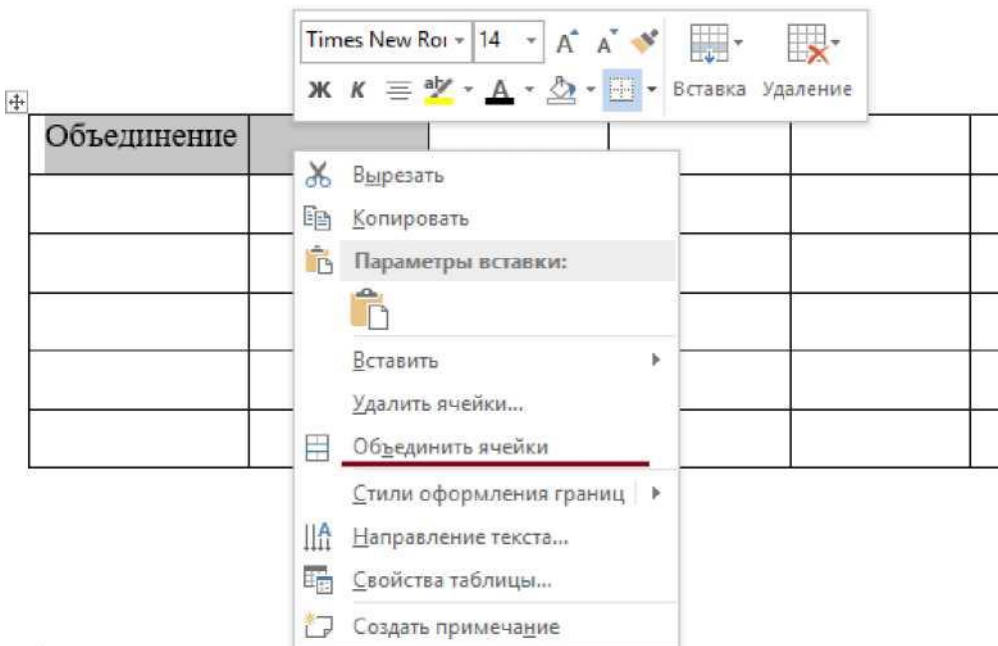 Times New Roı 14
Ж К ab А Вставка Удаление
Объединение
Вырезать
Копировать
Параметры вставки:
Вставить
Удалить ячейки...
Объединить ячейки
Стили оформления границ
Направление текста...
Свойства таблицы...
Создать примечание